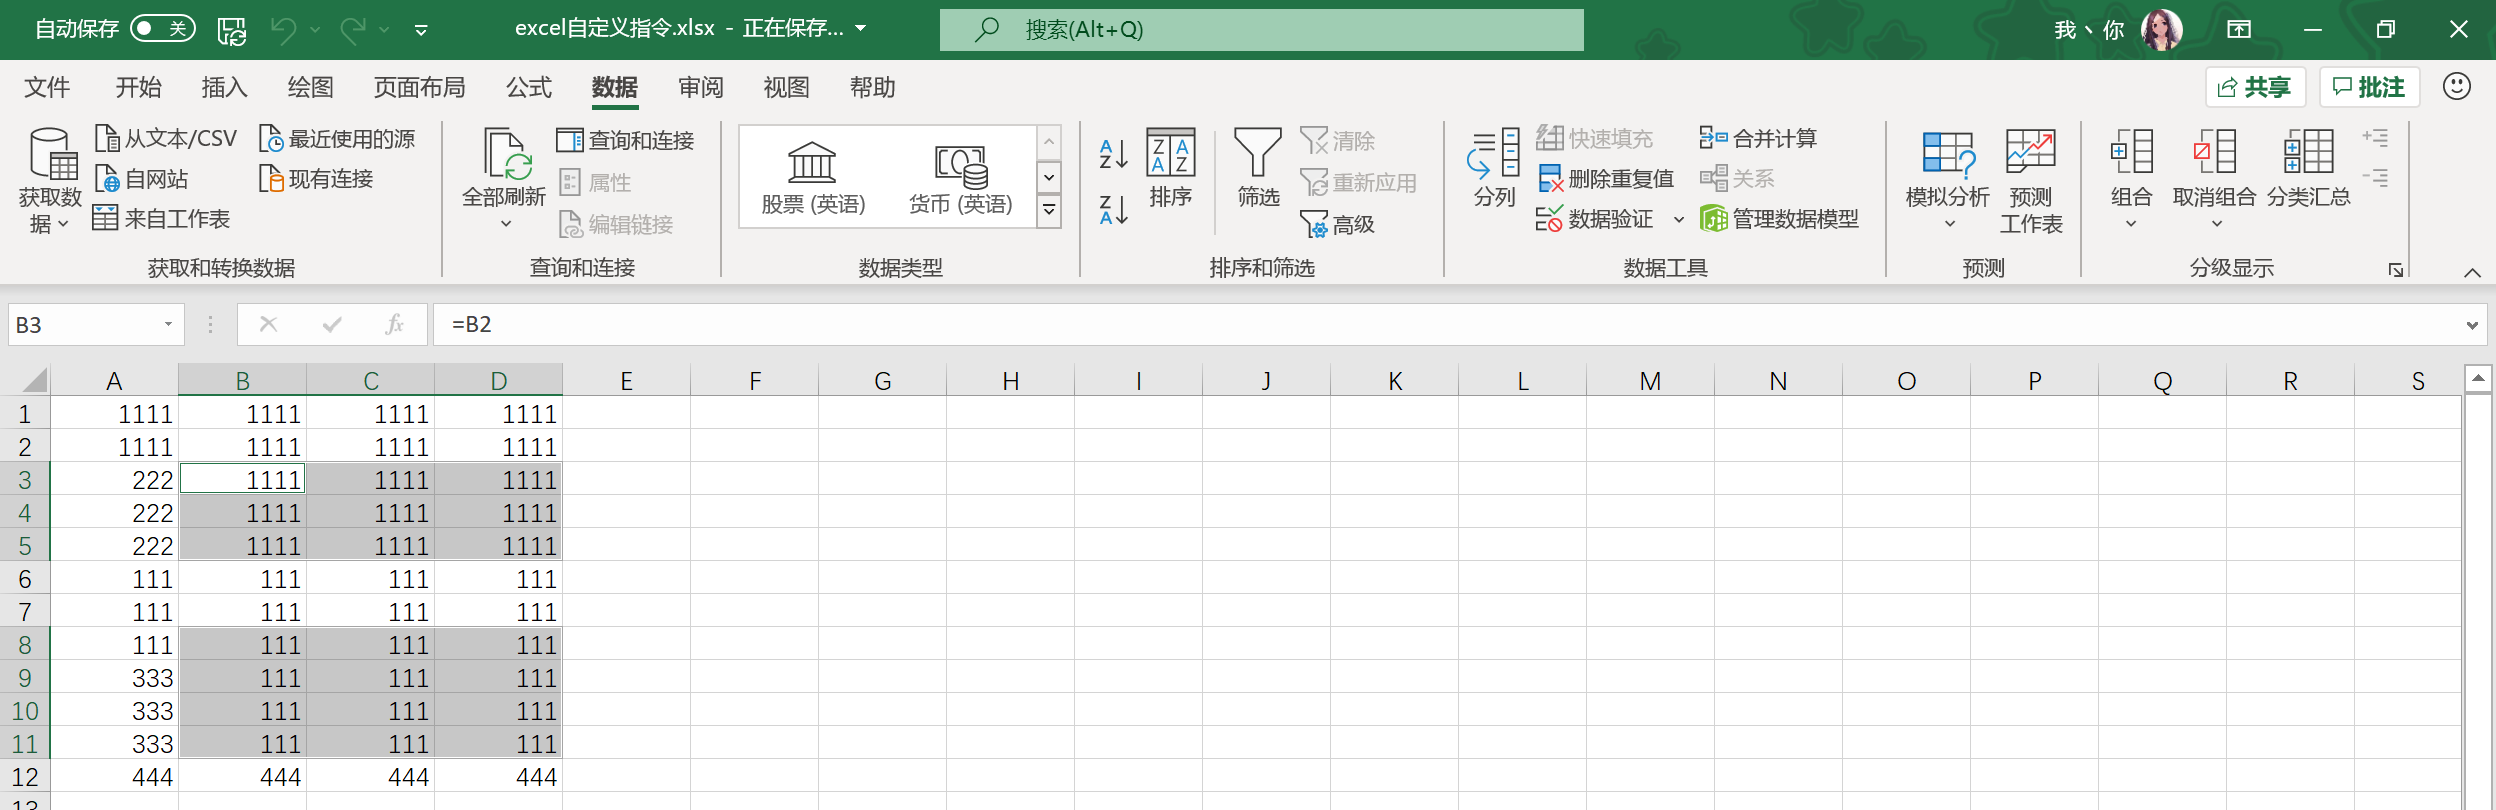 自动保存 关 excel自定义指令.xlsx - 正在保存... 搜索(Alt+Q) 我丶你
文件 开始 插入 绘图 页面布局 公式 数据 审阅 视图 帮助 共享 批注
获取数据
从文本/CSV
自网站
来自工作表
最近使用的源
现有连接
获取和转换数据
全部刷新
查询和连接
属性
编辑链接
查询和连接
股票 (英语) 货币 (英语)
数据类型
A
Z
Z
A
Z A
A Z
排序
筛选
清除
重新应用
高级
排序和筛选
分列
快速填充
删除重复值
数据验证
合并计算
关系
管理数据模型
数据工具
模拟分析
预测
工作表
预测
组合
取消组合
分类汇总
分级显示
B3 fx =B2
A B C D E F G H I J K L M N O P Q R S
1 1111 1111 1111 1111
2 1111 1111 1111 1111
3 222 1111 1111 1111
4 222 1111 1111 1111
5 222 1111 1111 1111
6 111 111 111 111
7 111 111 111 111
8 111 111 111 111
9 333 111 111 111
10 333 111 111 111
11 333 111 111 111
12 444 444 444 444
13